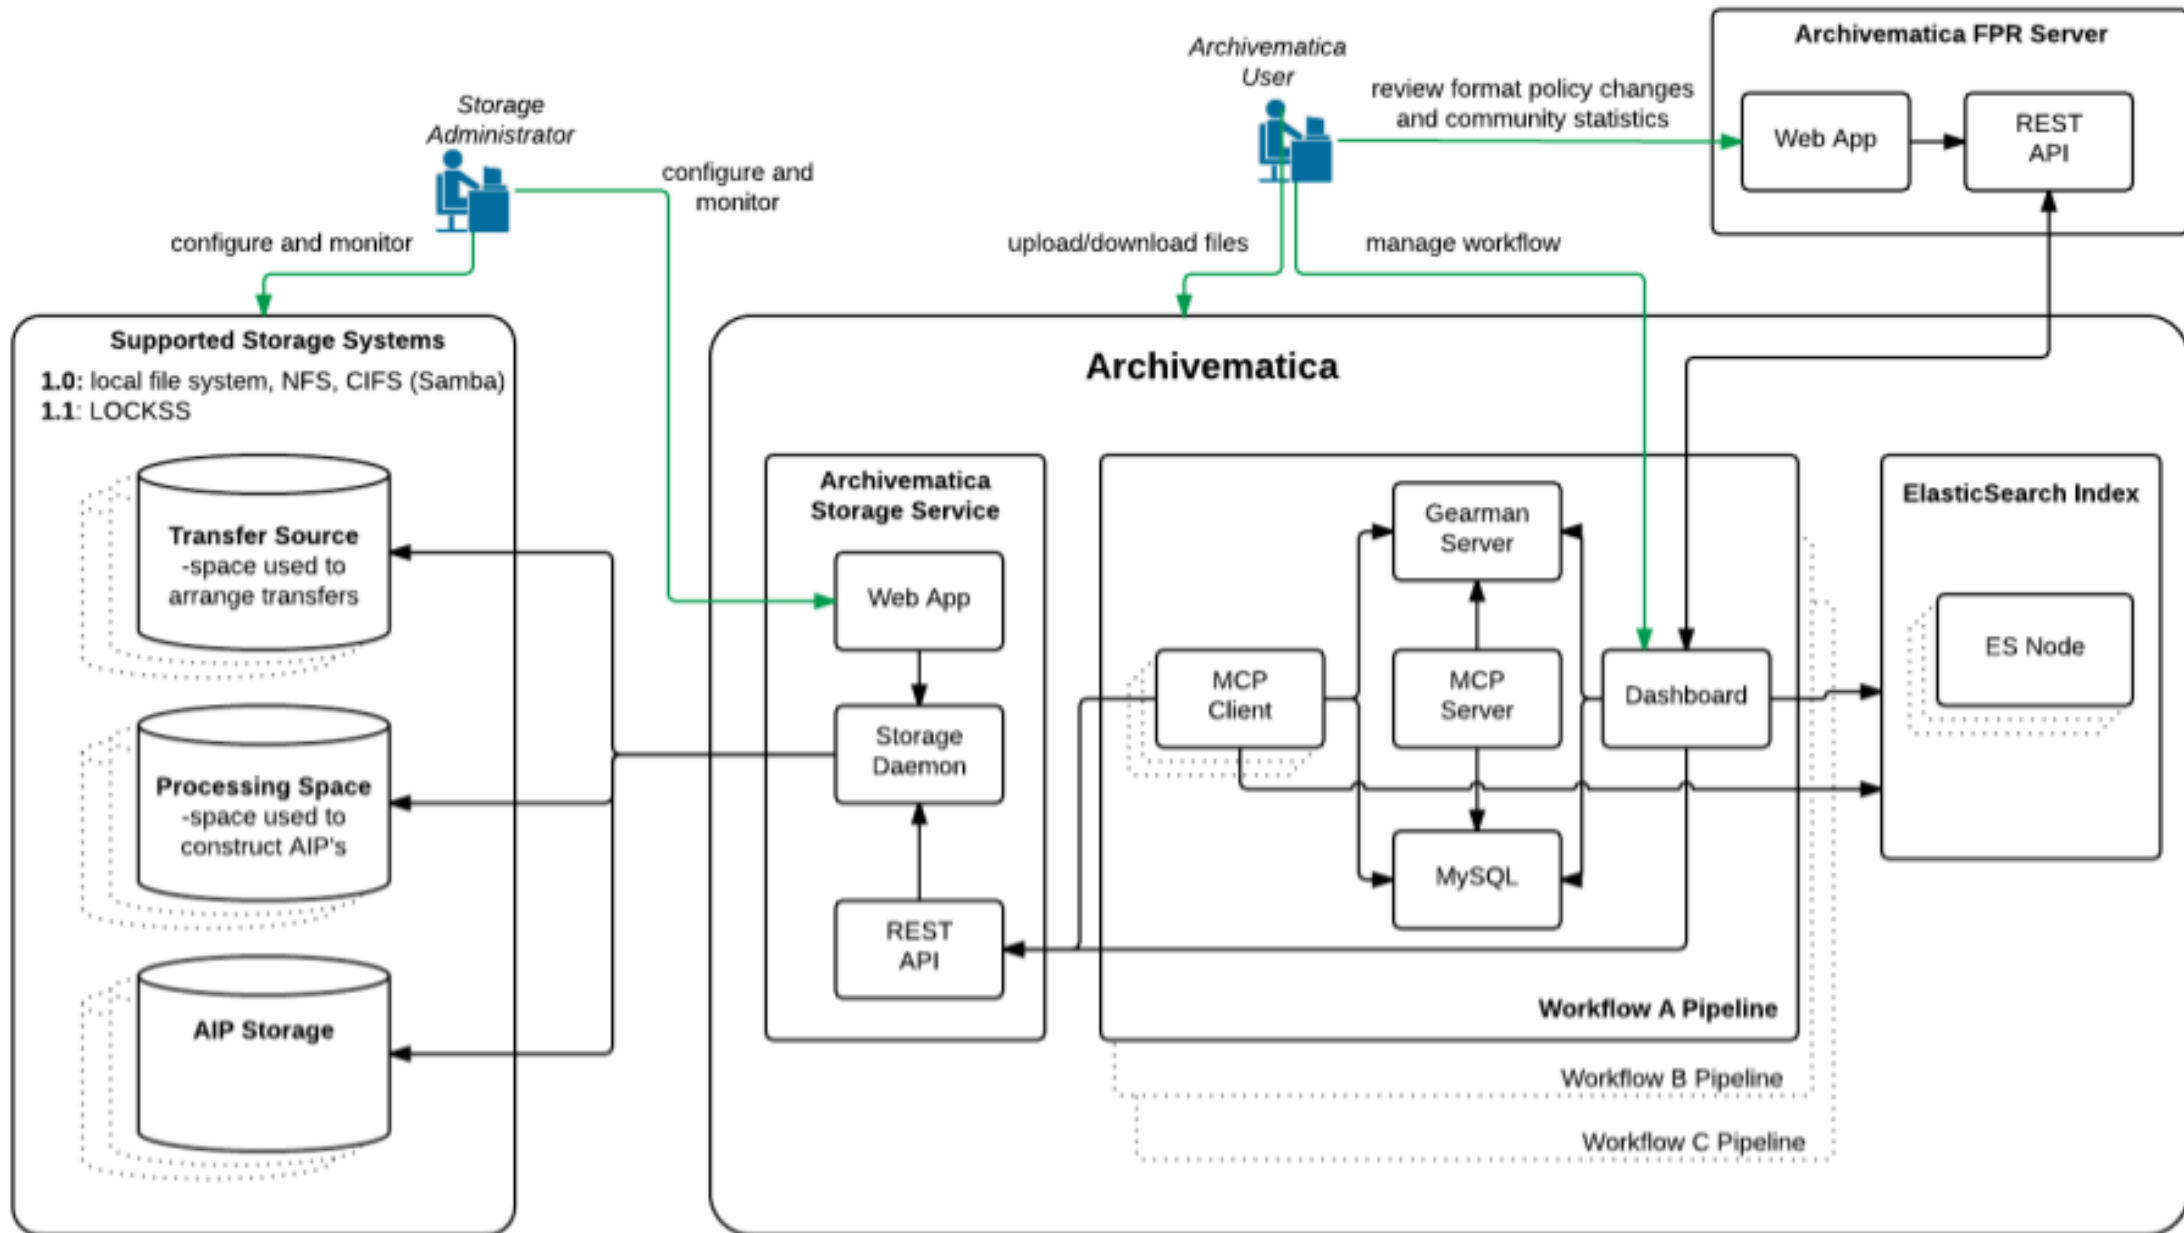 Archivematica FPR Server
Web App
REST
API
Archivematica
User
review format policy changes
and community statistics
Storage
Administrator
configure and
monitor
configure and monitor
upload/download files
manage workflow
Supported Storage Systems
1.0: local file system, NFS, CIFS (Samba)
1.1: LOCKSS
Transfer Source
-space used to
arrange transfers
Processing Space
-space used to
construct AIP's
AIP Storage
Archivematica
Archivematica
Storage Service
Web App
Storage
Daemon
REST
API
Gearman
Server
MCP
Client
MCP
Server
Dashboard
MySQL
Workflow A Pipeline
Workflow B Pipeline
Workflow C Pipeline
ElasticSearch Index
ES Node